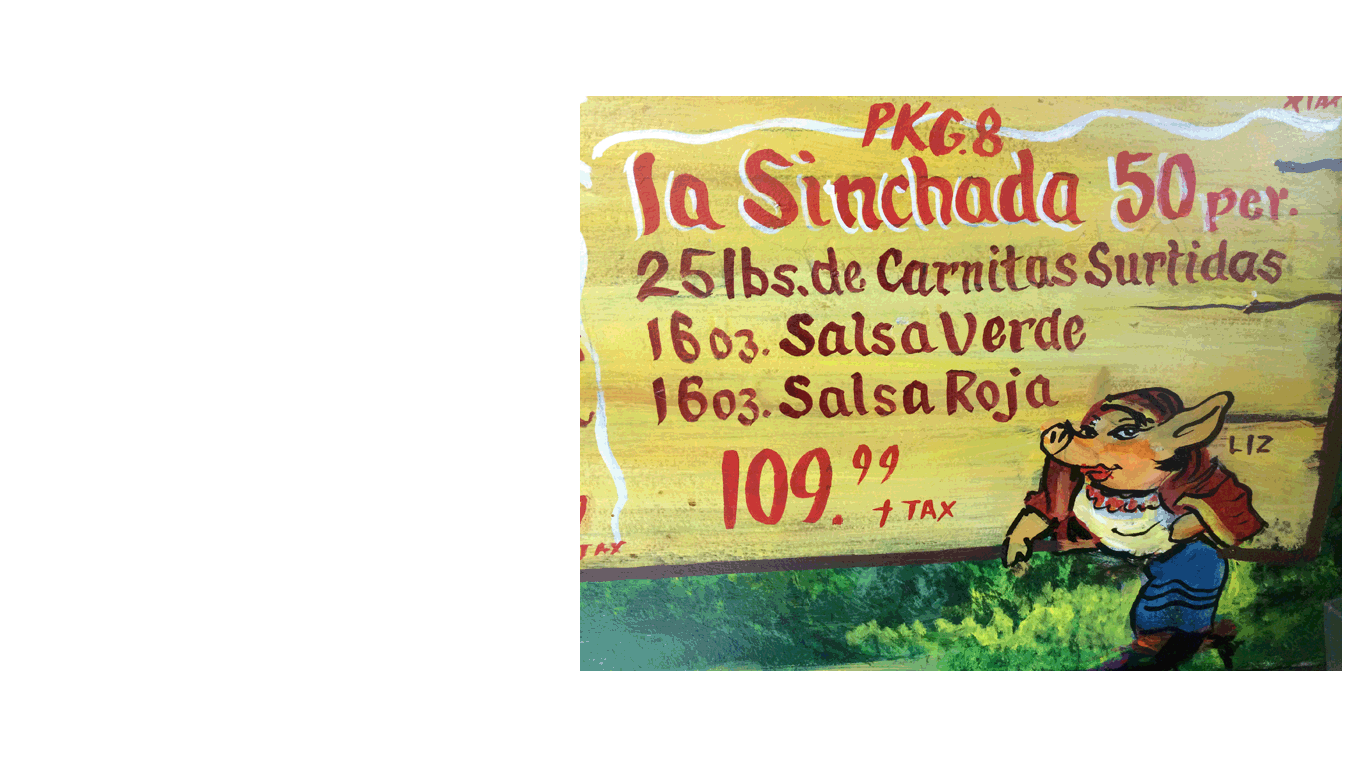 PKG.8
la Sinchada 50 per.
25 lbs. de Carnitas Surtidas
16 oz. Salsa Verde
16 oz. Salsa Roja
109.99
+ TAX
LIZ
TAX